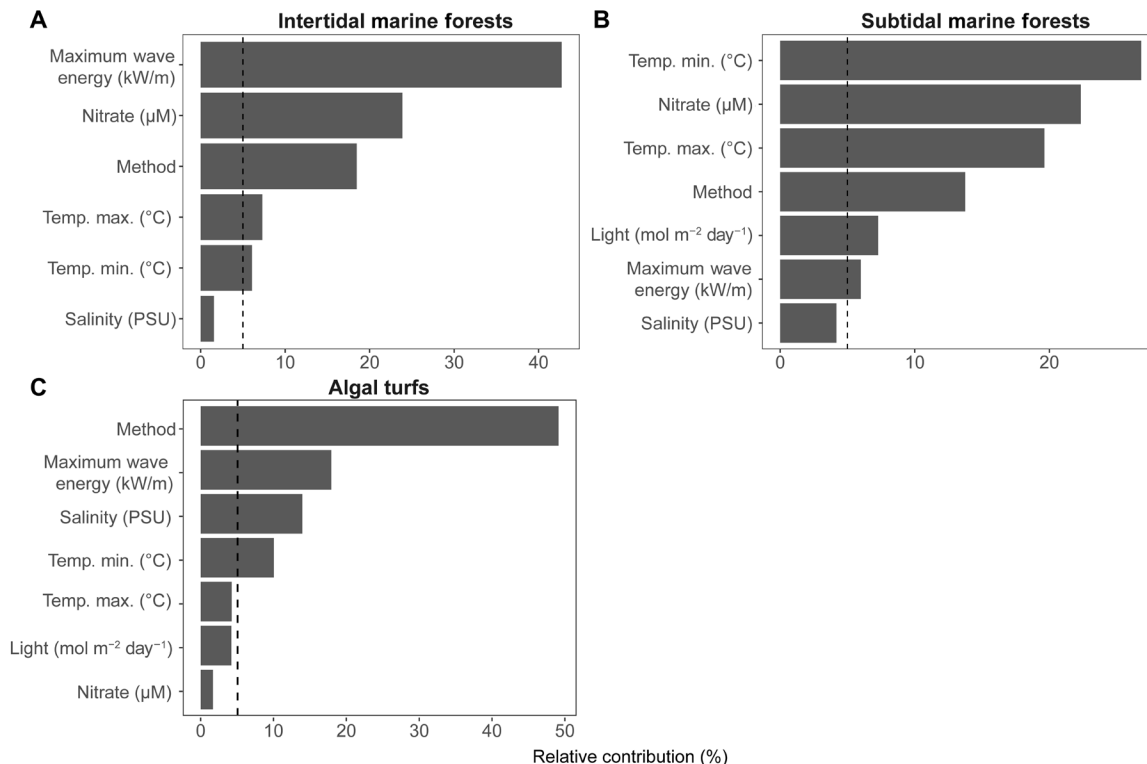 A
Intertidal marine forests
Maximum wave
energy (kW/m)
Nitrate (µM)
Method
Temp. max. (°C)
Temp. min. (°C)
Salinity (PSU)
0 10 20 30 40
B
Subtidal marine forests
Temp. min. (°C)
Nitrate (µM)
Temp. max. (°C)
Method
Light (mol m⁻² day⁻¹)
Maximum wave
energy (kW/m)
Salinity (PSU)
0 10 20
C
Algal turfs
Method
Maximum wave
energy (kW/m)
Salinity (PSU)
Temp. min. (°C)
Temp. max. (°C)
Light (mol m⁻² day⁻¹)
Nitrate (µM)
0 10 20 30 40 50
Relative contribution (%)